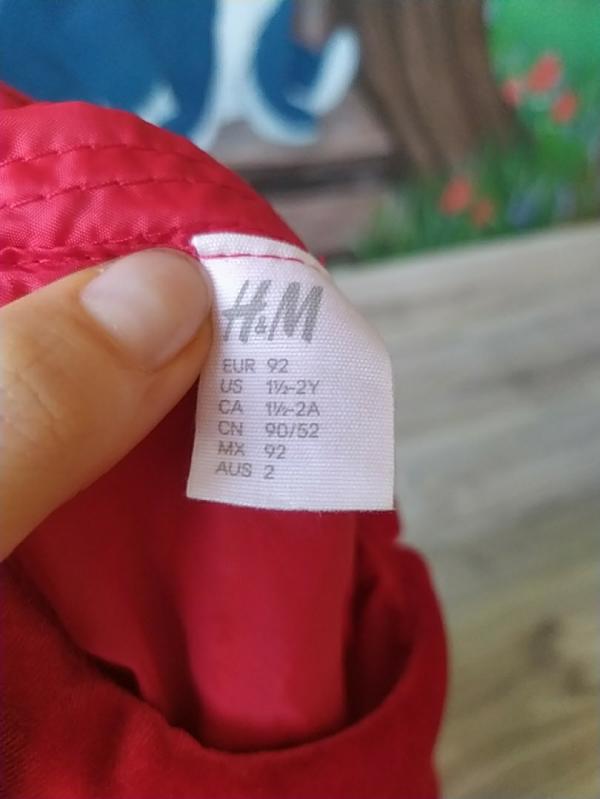 H&M
EUR 92
US 1½-2Y
CA 1½-2A
CN 90/52
MX 92
AUS 2